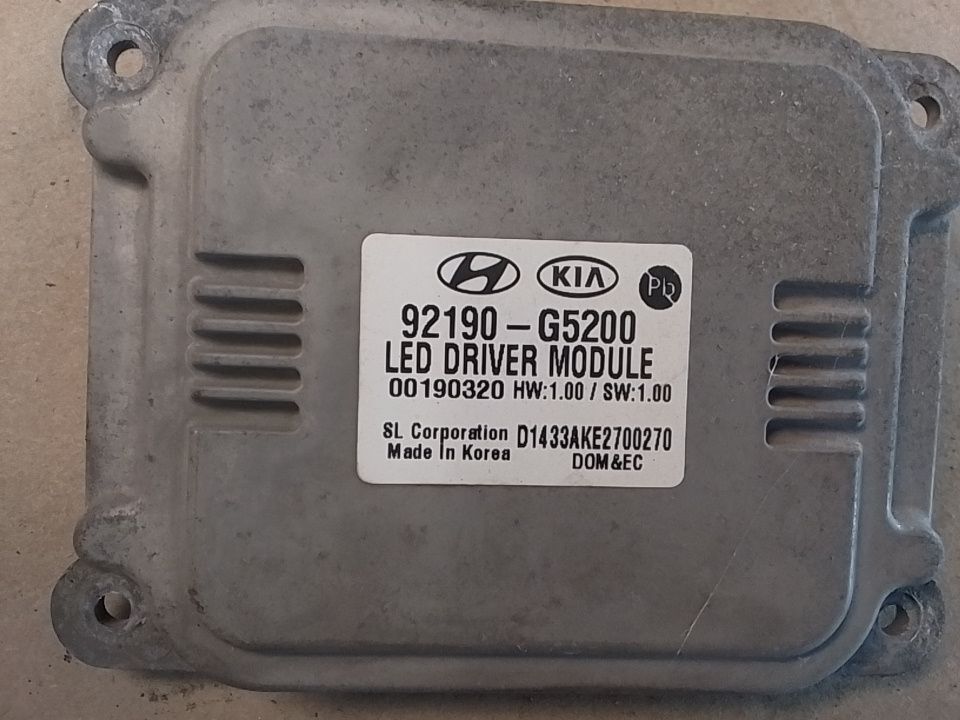 KIA Pb
92190-G5200
LED DRIVER MODULE
00190320 HW:1.00 / SW:1.00
SL Corporation D1433AKE2700270
Made In Korea DOM&EC